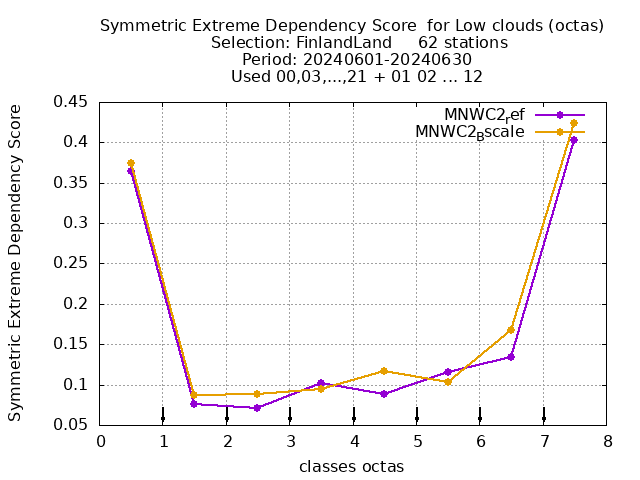 Symmetric Extreme Dependency Score  for Low clouds (octas)
Selection: FinlandLand     62 stations
Period: 20240601-20240630
Used 00,03,...,21 + 01 02 ... 12
MNWC2ref
MNWC2Bscale
0.45
0.4
0.35
0.3
0.25
0.2
0.15
0.1
0.05
Symmetric Extreme Dependency Score
0 1 2 3 4 5 6 7 8
classes octas